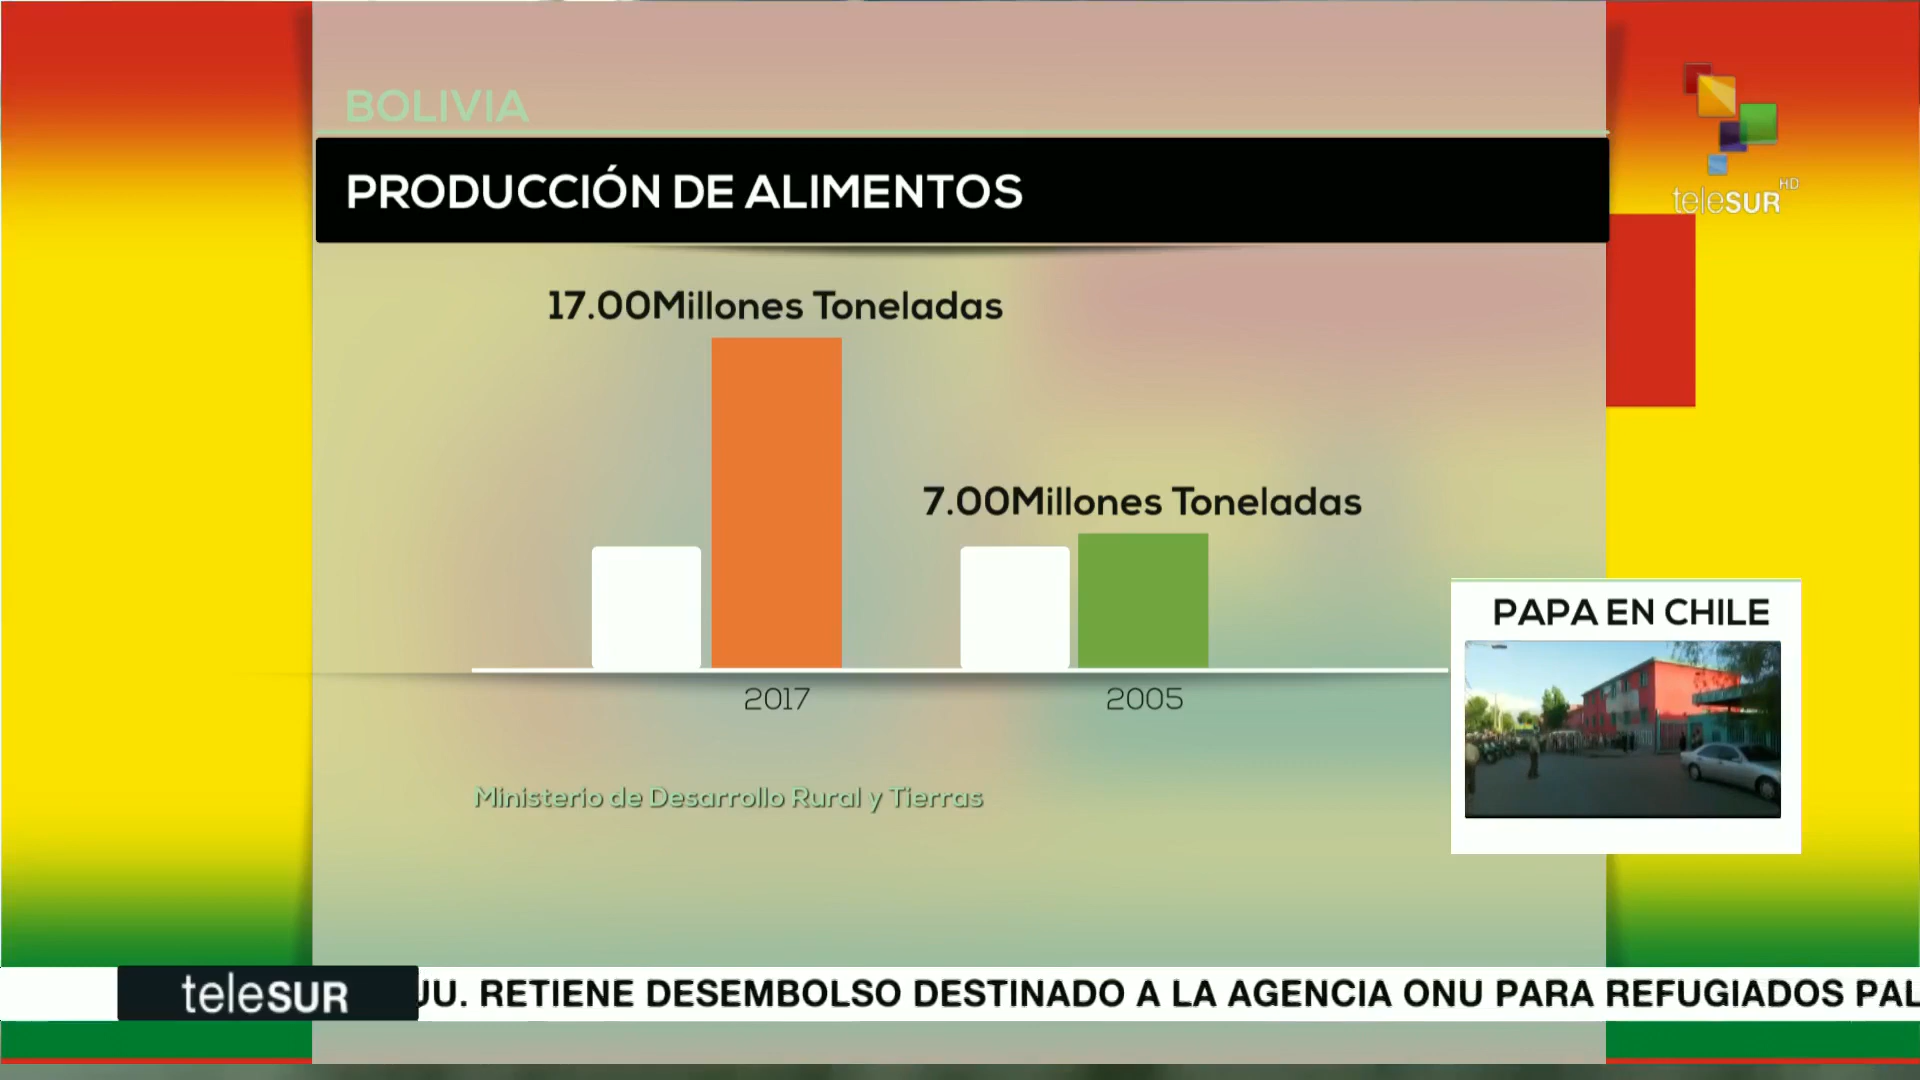 BOLIVIA
PRODUCCIÓN DE ALIMENTOS
HD
teleSUR
17.00Millones Toneladas
7.00Millones Toneladas
PAPA EN CHILE
2017
2005
Ministerio de Desarrollo Rural y Tierras
teleSUR
UU. RETIENE DESEMBOLSO DESTINADO A LA AGENCIA ONU PARA REFUGIADOS PAL